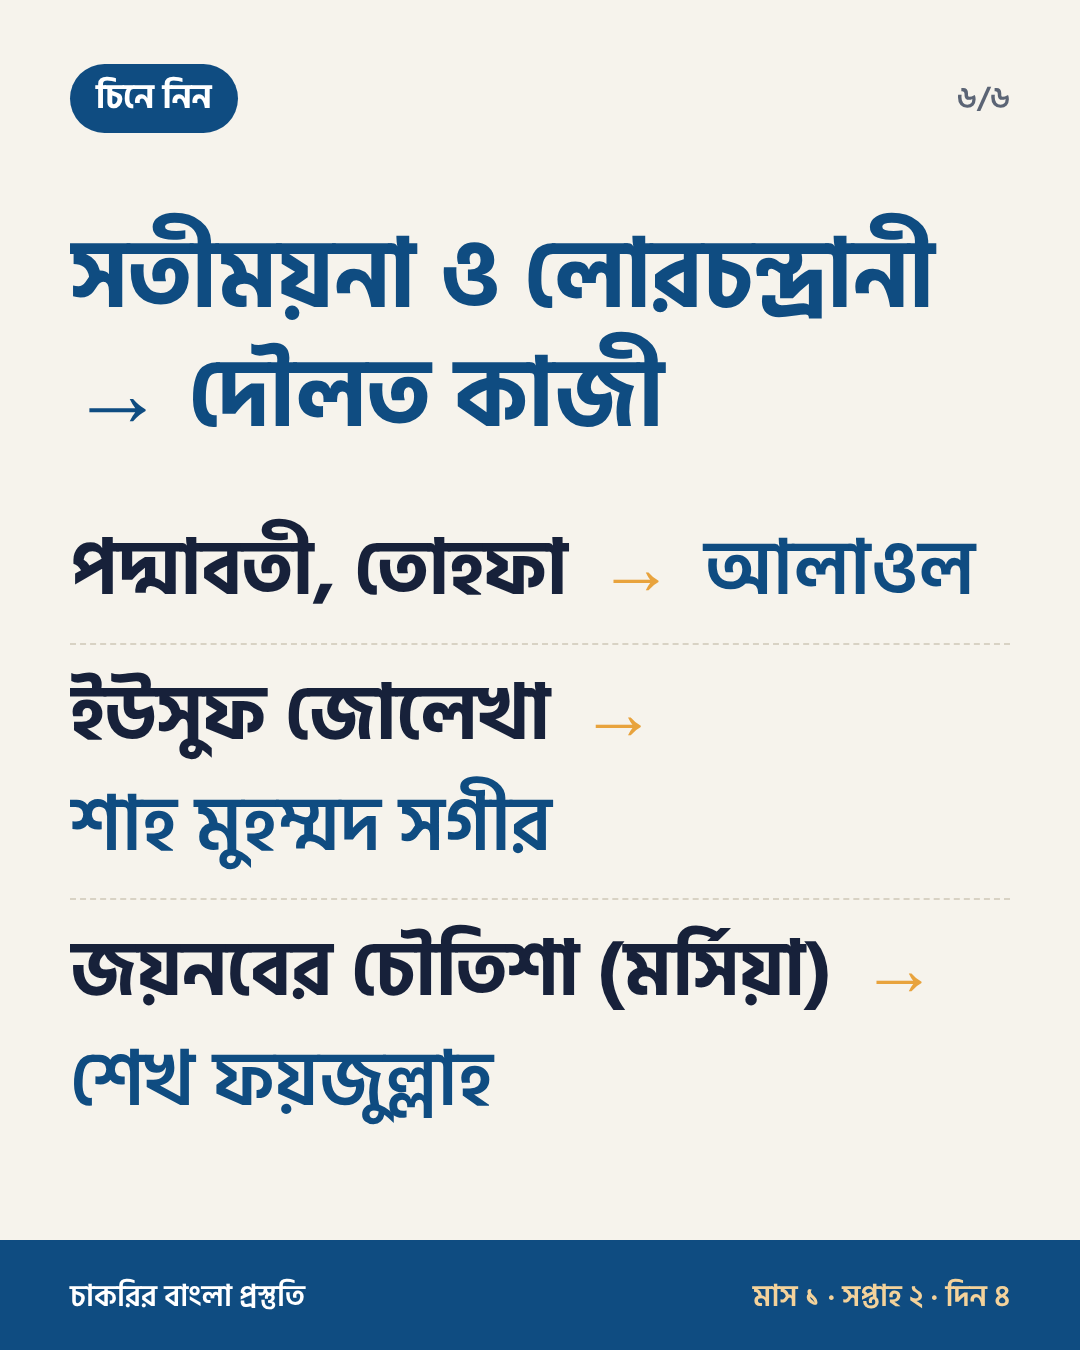 চিনে নিন
৬/৬
সতীময়না ও লোরচন্দ্রানী
→ দৌলত কাজী
পদ্মাবতী, তোহফা → আলাওল
ইউসুফ জোলেখা →
শাহ মুহম্মদ সগীর
জয়নবের চৌতিশা (মর্সিয়া) →
শেখ ফয়জুল্লাহ
চাকরির বাংলা প্রস্তুতি
মাস ১ · সপ্তাহ ২ · দিন ৪